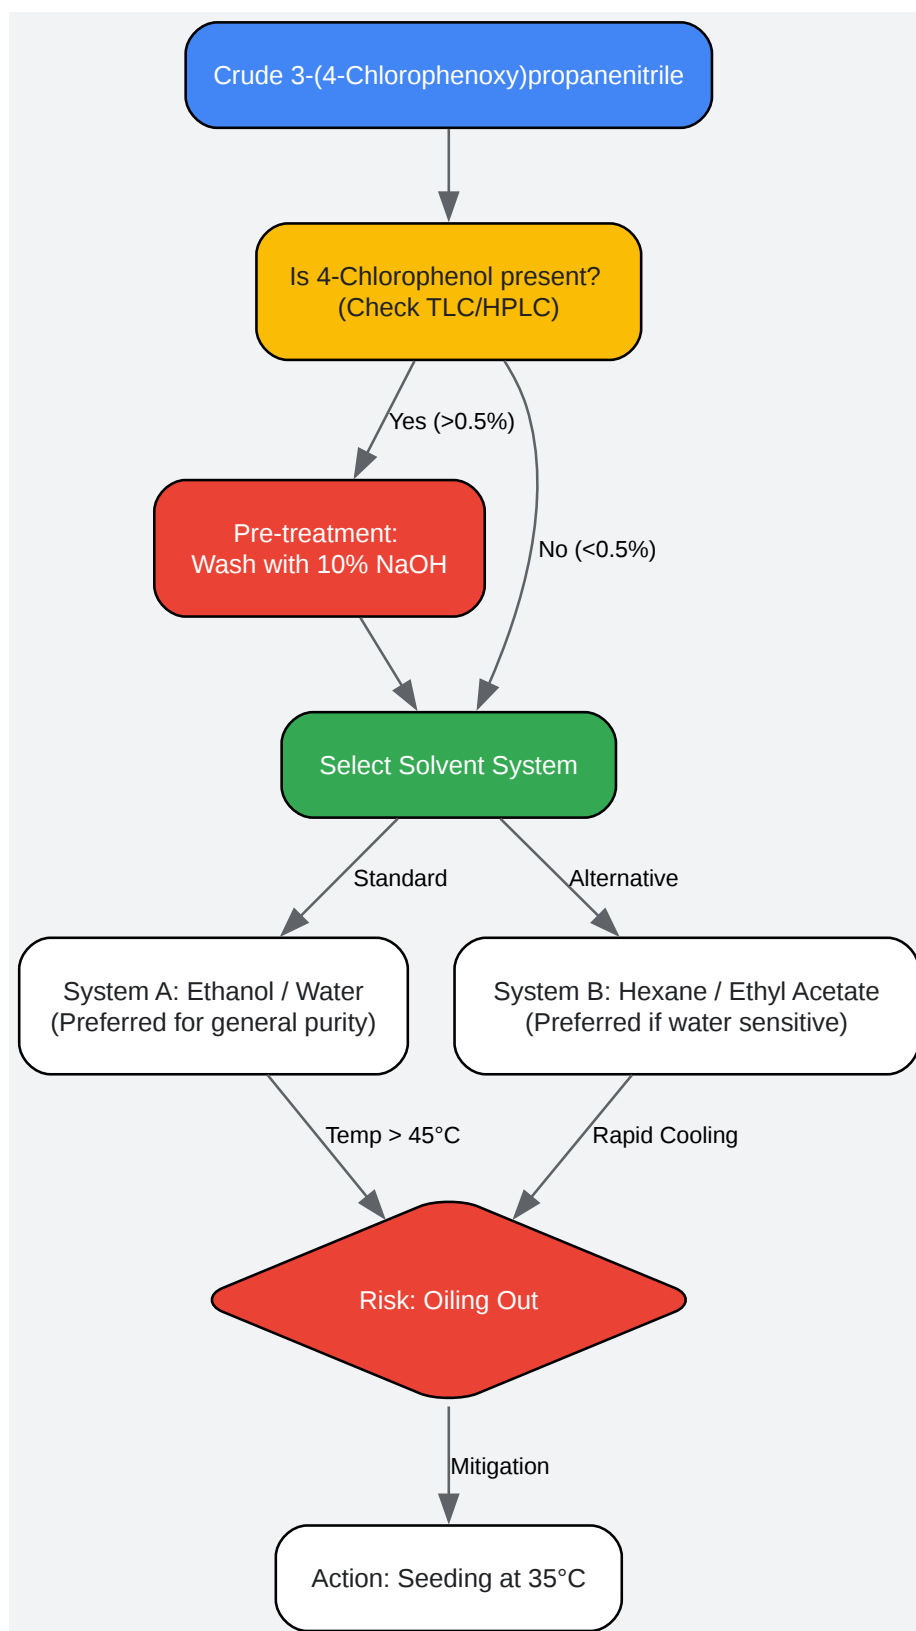 Crude 3-(4-Chlorophenoxy)propanenitrile
Is 4-Chlorophenol present?
(Check TLC/HPLC)
Yes (>0.5%)
Pre-treatment:
Wash with 10% NaOH
No (<0.5%)
Select Solvent System
Standard
Alternative
System A: Ethanol / Water
(Preferred for general purity)
System B: Hexane / Ethyl Acetate
(Preferred if water sensitive)
Temp > 45°C
Rapid Cooling
Risk: Oiling Out
Mitigation
Action: Seeding at 35°C